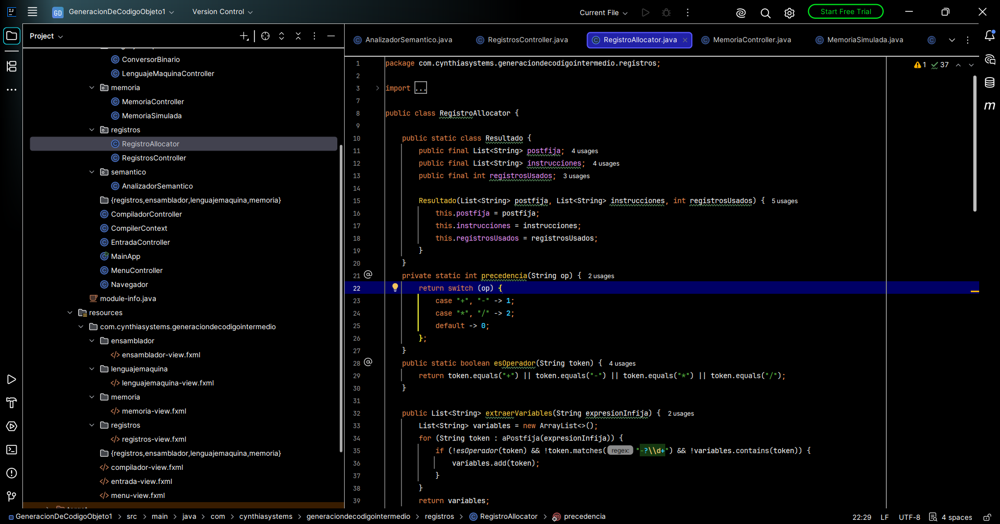 GD GeneracionDeCodigoObjeto1 Version Control Current File Start Free Trial
Project
ConversorBinario
LenguajeMaquinaController
memoria
MemoriaController
MemoriaSimulada
registros
RegistroAllocator
RegistrosController
semantico
AnalizadorSemantico
{registros,ensamblador,lenguajemaquina,memoria}
CompiladorController
CompilerContext
EntradaController
MainApp
MenuController
Navegador
module-info.java
resources
com.cynthiasystems.generaciondecodigointermedio
ensamblador
ensamblador-view.fxml
lenguajemaquina
lenguajemaquina-view.fxml
memoria
memoria-view.fxml
registros
registros-view.fxml
{registros,ensamblador,lenguajemaquina,memoria}
compilador-view.fxml
entrada-view.fxml
menu-view.fxml
AnalizadorSemantico.java RegistrosController.java RegistroAllocator.java MemoriaController.java MemoriaSimulada.java
1 37
1 package com.cynthiasystems.generaciondecodigointermedio.registros;
2
3 import ...
7
8 public class RegistroAllocator {
9
10 public static class Resultado {
11 public final List<String> postfija; 4 usages
12 public final List<String> instrucciones; 4 usages
13 public final int registrosUsados; 3 usages
14
15 Resultado(List<String> postfija, List<String> instrucciones, int registrosUsados) { 5 usages
16 this.postfija = postfija;
17 this.instrucciones = instrucciones;
18 this.registrosUsados = registrosUsados;
19 }
20 }
21 @ private static int precedencia(String op) { 2 usages
22 return switch (op) {
23 case "+", "-" -> 1;
24 case "*", "/" -> 2;
25 default -> 0;
26 };
27 }
28 @ public static boolean esOperador(String token) { 4 usages
29 return token.equals("+") || token.equals("-") || token.equals("*") || token.equals("/");
30 }
31
32 public List<String> extraerVariables(String expresionInfija) { 2 usages
33 List<String> variables = new ArrayList<>();
34 for (String token : aPostfija(expresionInfija)) {
35 if (!esOperador(token) && !token.matches( regex: "-?\\d+") && !variables.contains(token)) {
36 variables.add(token);
37 }
38 }
39 return variables;
GeneracionDeCodigoObjeto1 > src > main > java > com > cynthiasystems > generaciondecodigointermedio > registros > RegistroAllocator > precedencia 22:29 LF UTF-8 4 spaces